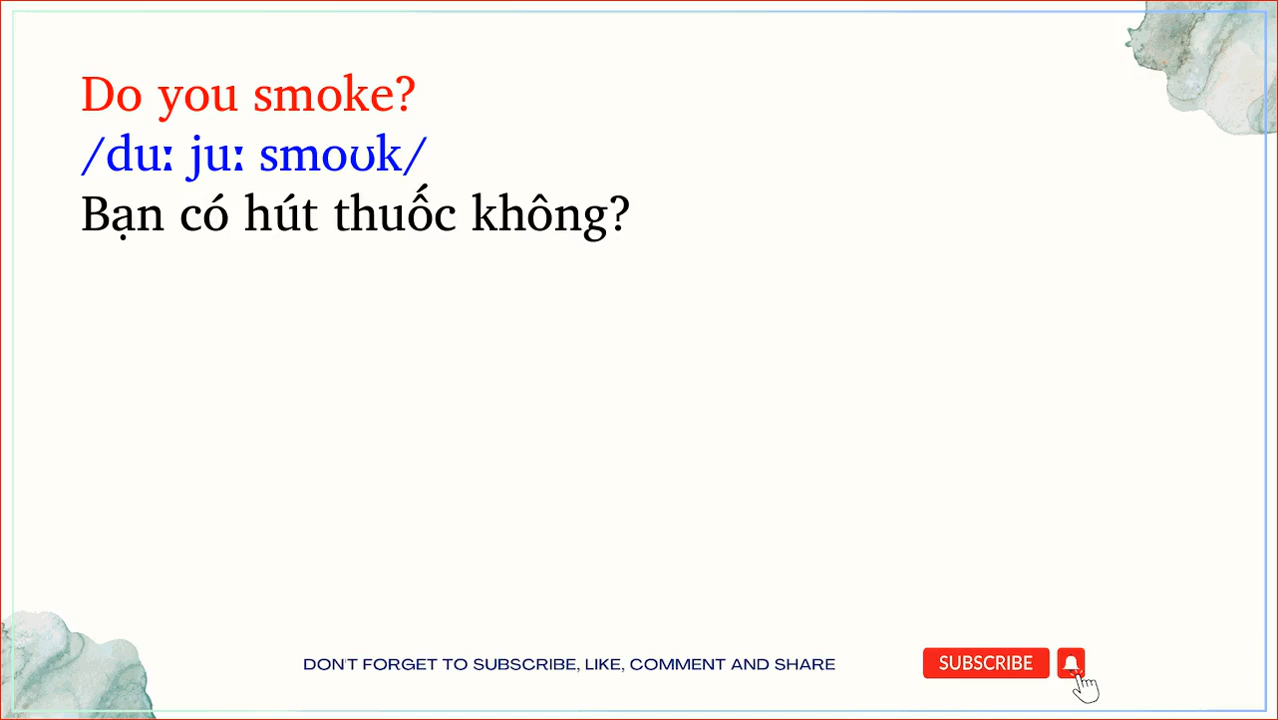 Do you smoke?
/duː juː smoʊk/
Bạn có hút thuốc không?
DON'T FORGET TO SUBSCRIBE, LIKE, COMMENT AND SHARE
SUBSCRIBE